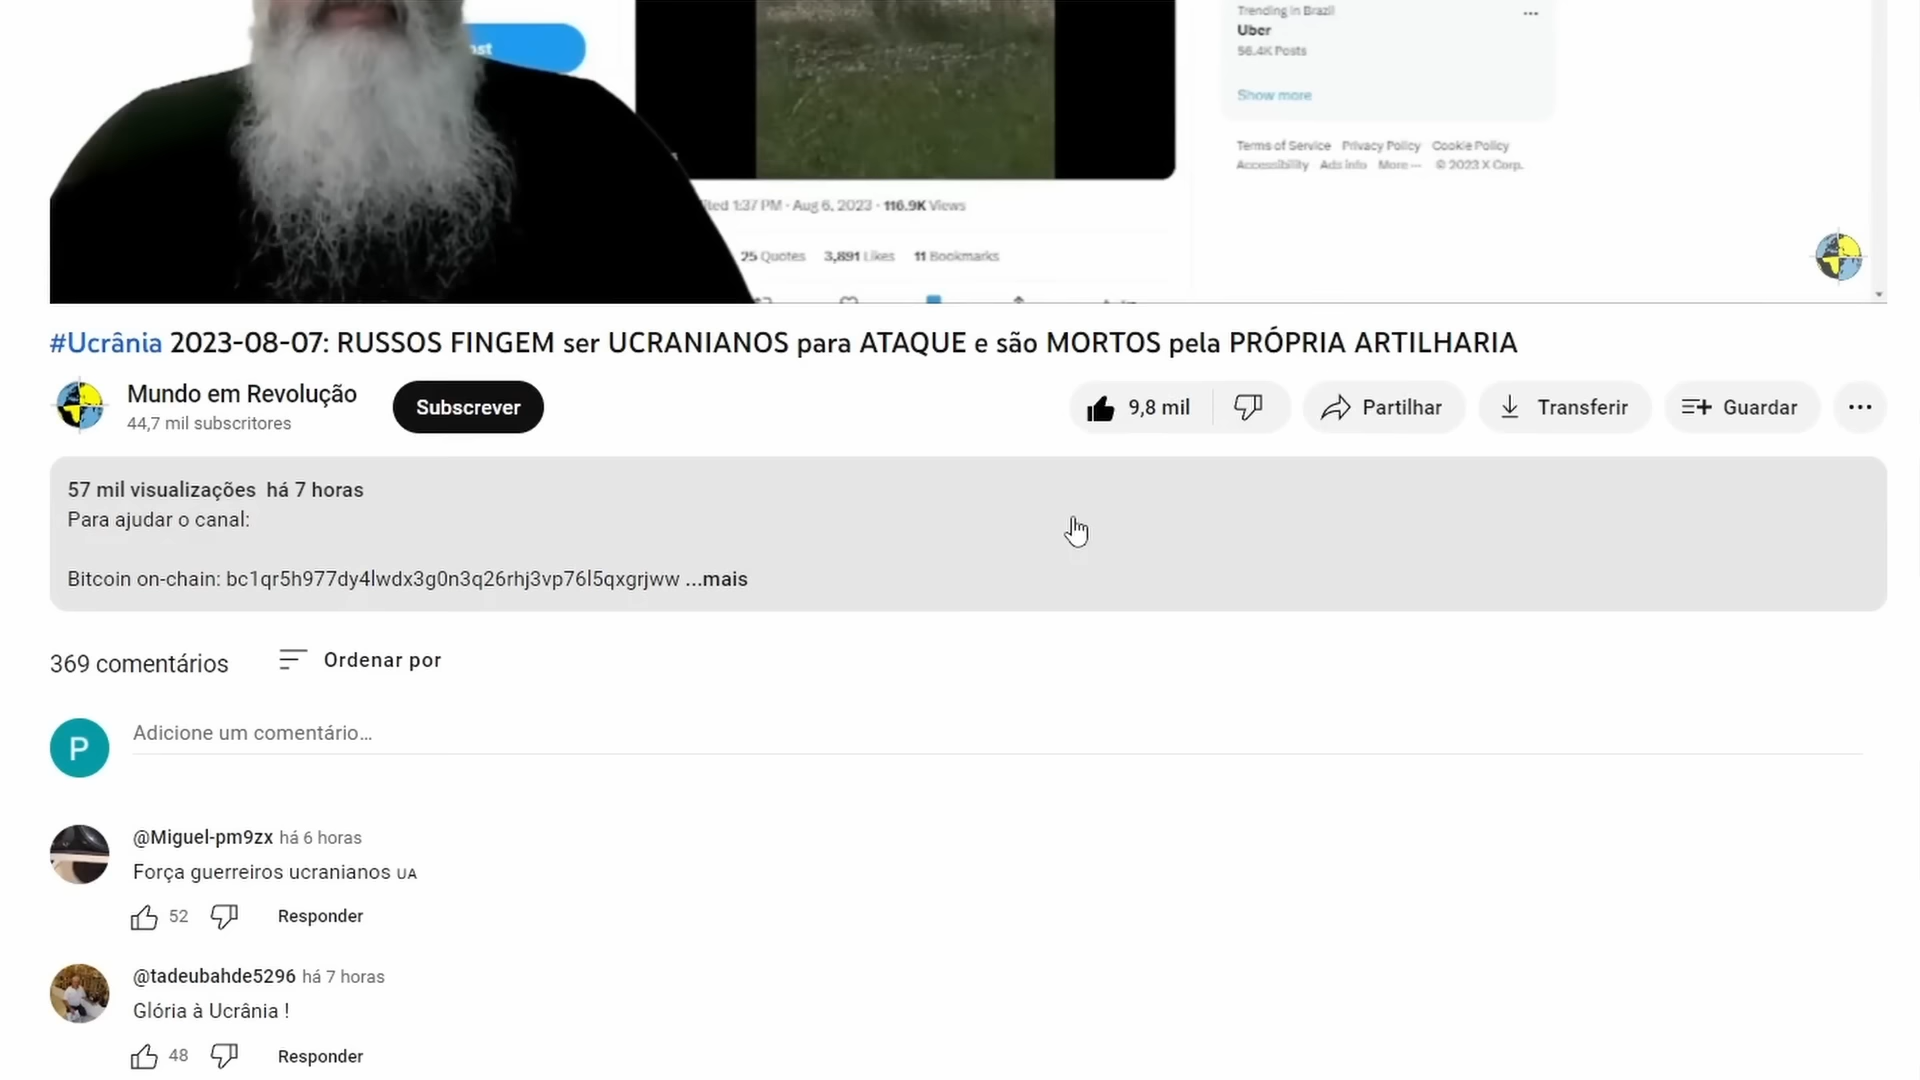 Trending in Brazil
Uber
56.4K Posts
Show more
Terms of Service Privacy Policy Cookie Policy
Accessibility Ads info More ... © 2023 X Corp.
1:37 PM · Aug 6, 2023 · 116.9K Views
25 Quotes 3,891 Likes 11 Bookmarks
#Ucrânia 2023-08-07: RUSSOS FINGEM ser UCRANIANOS para ATAQUE e são MORTOS pela PRÓPRIA ARTILHARIA
Mundo em Revolução
44,7 mil subscritores
Subscrever
9,8 mil
Partilhar
Transferir
Guardar
57 mil visualizações há 7 horas
Para ajudar o canal:
Bitcoin on-chain: bc1qr5h977dy4lwdx3g0n3q26rhj3vp76l5qxgrjww ...mais
369 comentários
Ordenar por
P
Adicione um comentário...
@Miguel-pm9zx há 6 horas
Força guerreiros ucranianos UA
52
Responder
@tadeubahde5296 há 7 horas
Glória à Ucrânia !
48
Responder